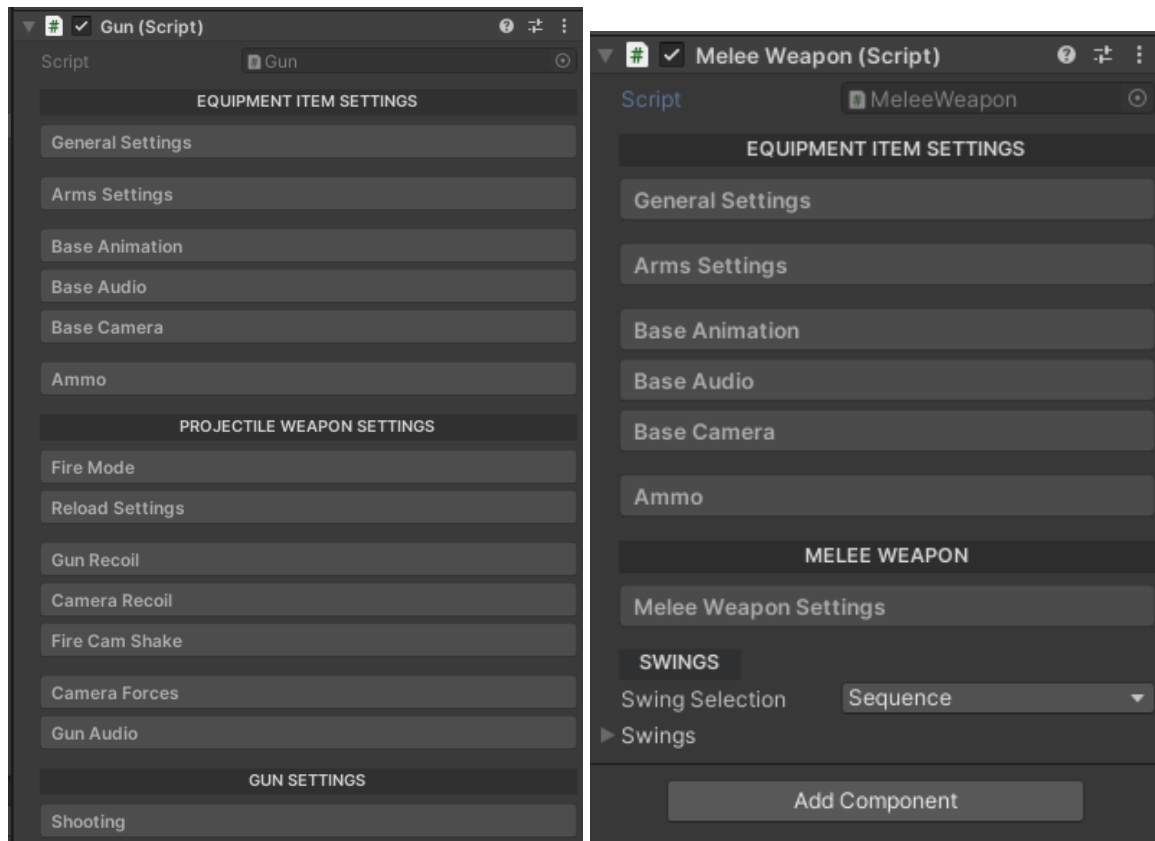 Gun (Script)
Script Gun
EQUIPMENT ITEM SETTINGS
General Settings
Arms Settings
Base Animation
Base Audio
Base Camera
Ammo
PROJECTILE WEAPON SETTINGS
Fire Mode
Reload Settings
Gun Recoil
Camera Recoil
Fire Cam Shake
Camera Forces
Gun Audio
GUN SETTINGS
Shooting
Melee Weapon (Script)
Script MeleeWeapon
EQUIPMENT ITEM SETTINGS
General Settings
Arms Settings
Base Animation
Base Audio
Base Camera
Ammo
MELEE WEAPON
Melee Weapon Settings
SWINGS
Swing Selection Sequence
Swings
Add Component